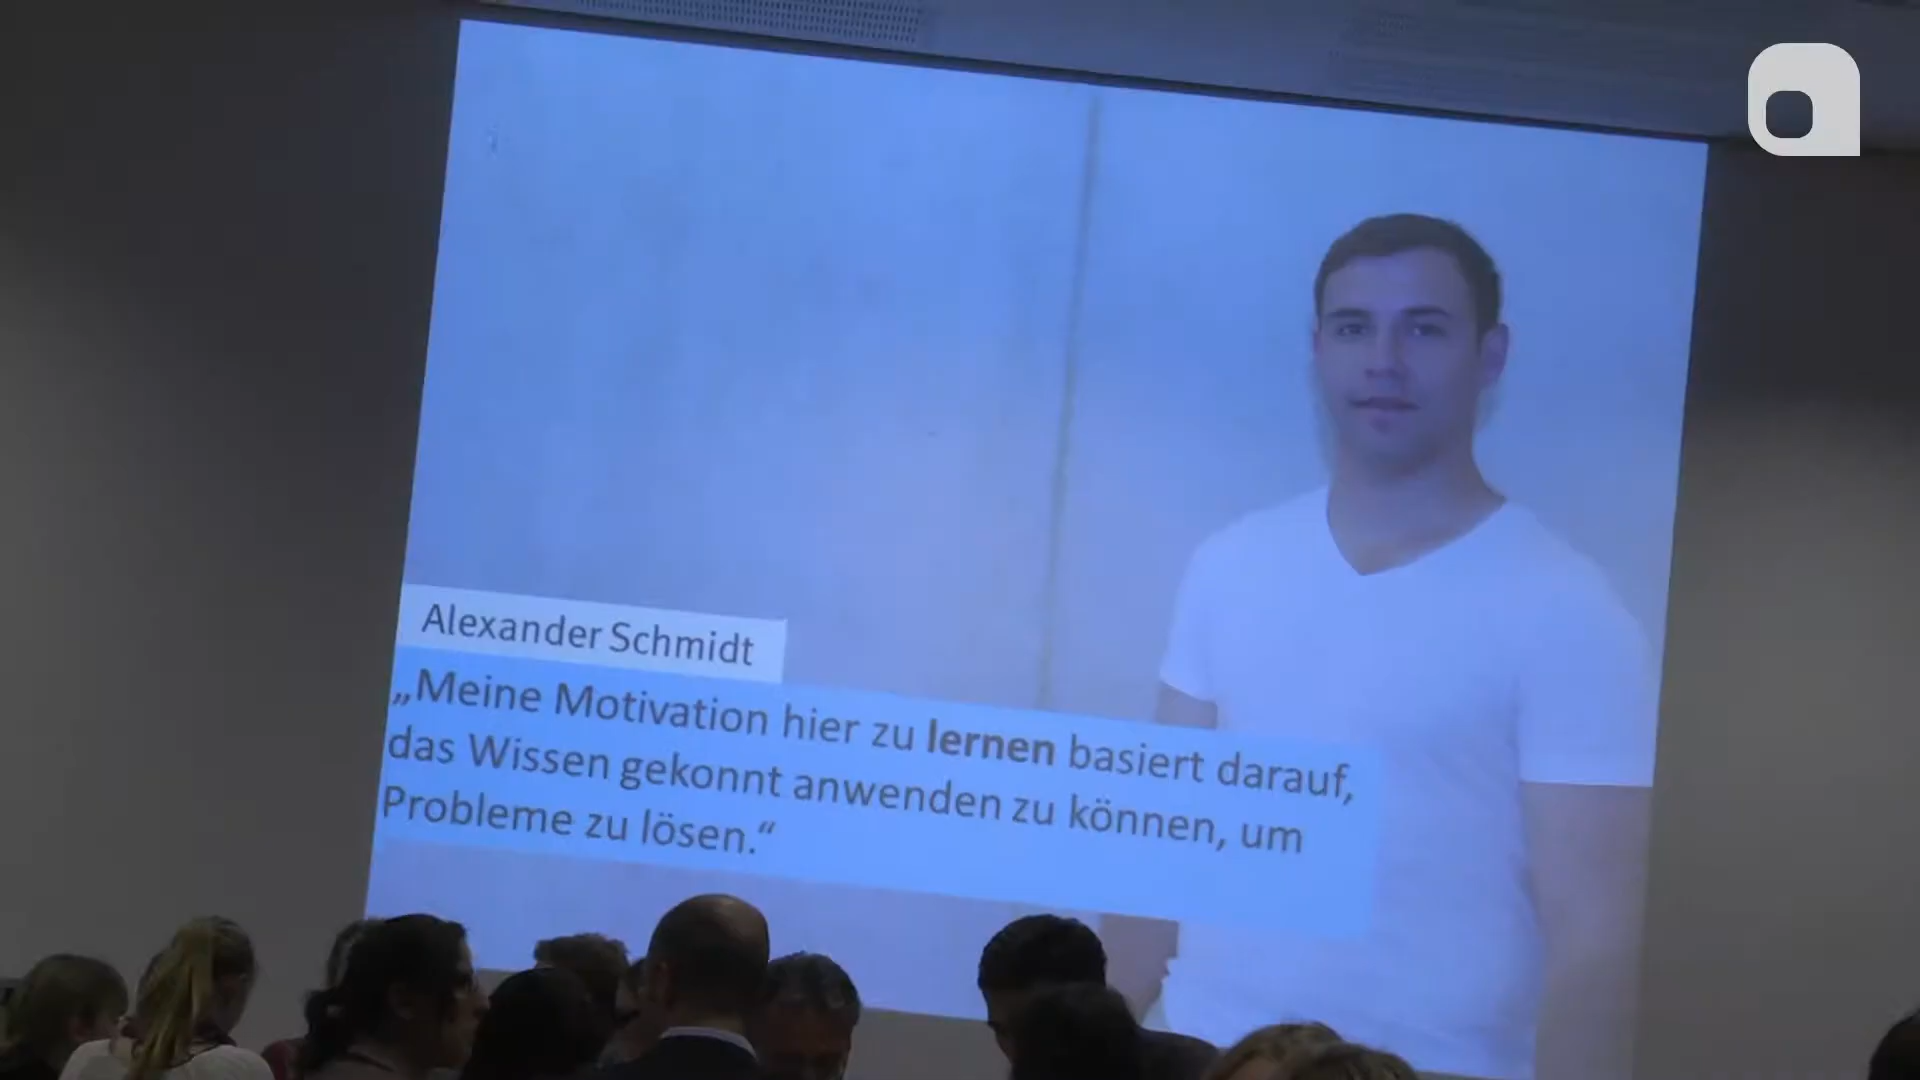 Alexander Schmidt
„Meine Motivation hier zu lernen basiert darauf,
das Wissen gekonnt anwenden zu können, um
Probleme zu lösen.“